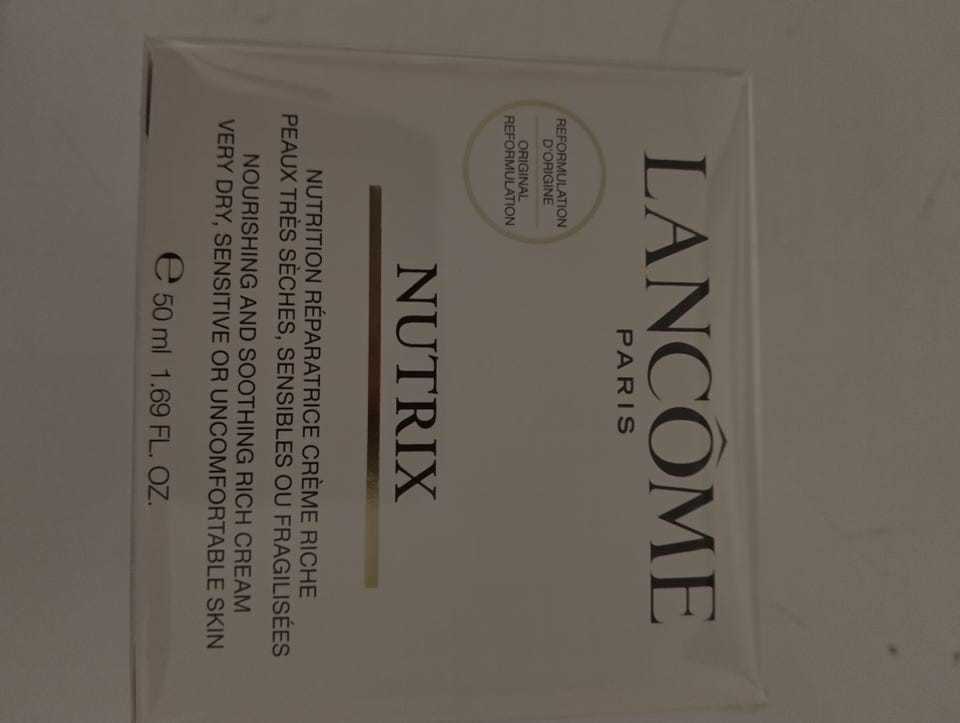 LANCÔME
PARIS
REFORMULATION
D'ORIGINE
ORIGINAL
REFORMULATION
NUTRIX
NUTRITION RÉPARATRICE CRÈME RICHE
PEAUX TRÈS SÈCHES, SENSIBLES OU FRAGILISÉES
NOURISHING AND SOOTHING RICH CREAM
VERY DRY, SENSITIVE OR UNCOMFORTABLE SKIN
℮ 50 ml 1.69 FL. OZ.